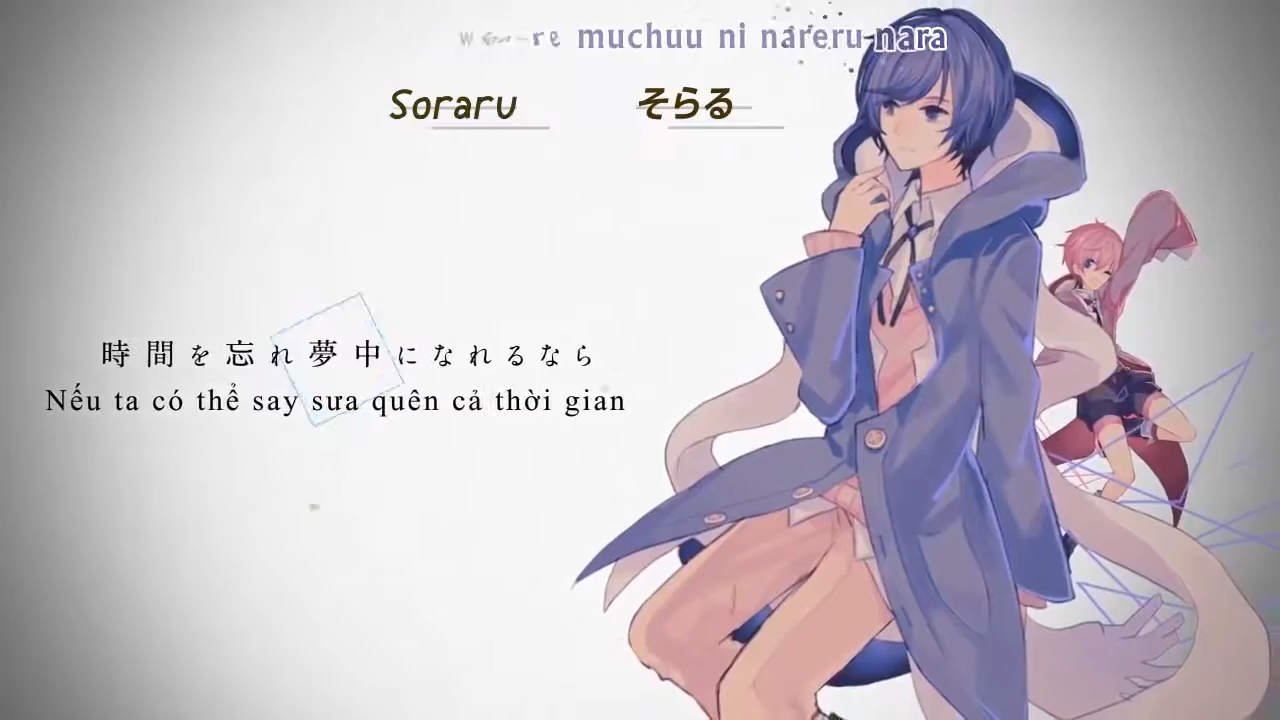 re muchuu ni nareru nara
Soraru そらる
時間を忘れ夢中になれるなら
Nếu ta có thể say sưa quên cả thời gian